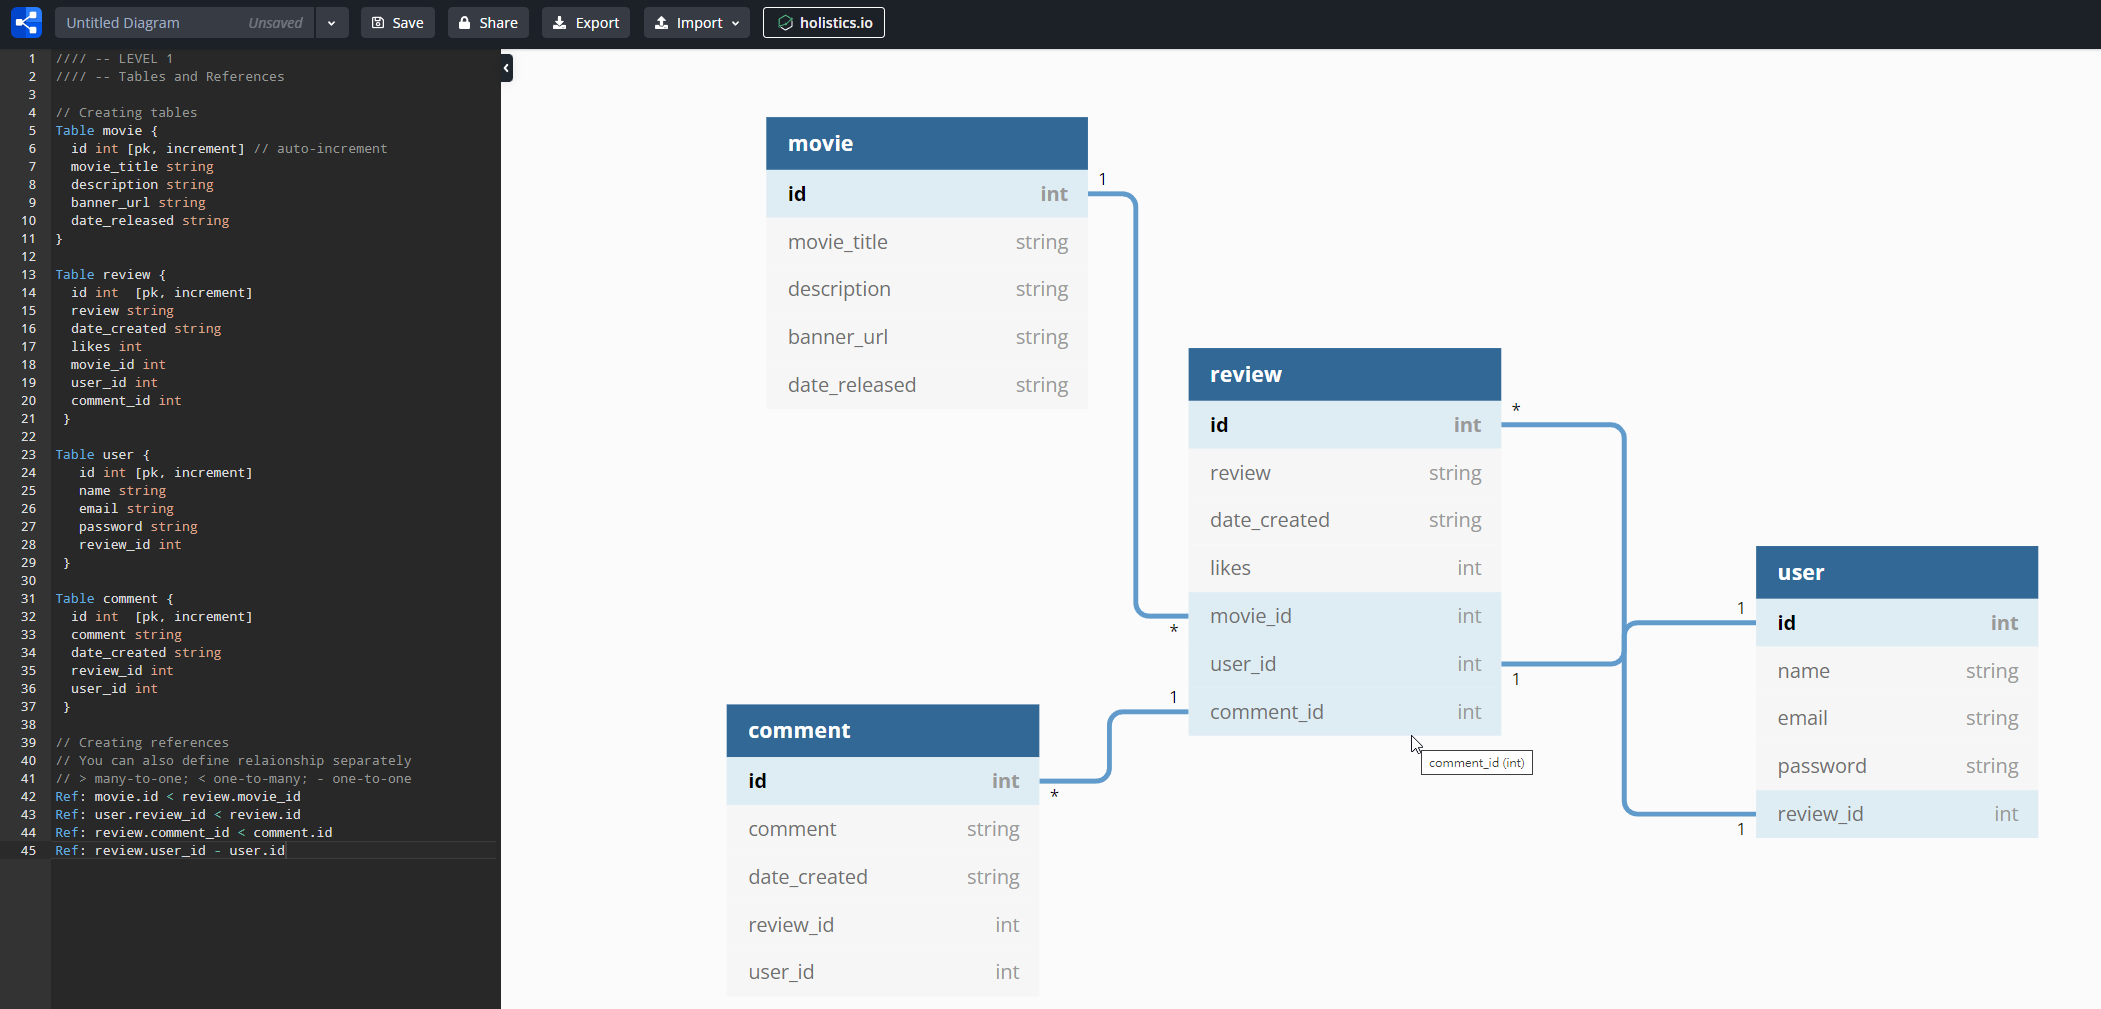 Untitled Diagram Unsaved Save Share Export Import holistics.io
1 //// -- LEVEL 1
2 //// -- Tables and References
3
4 // Creating tables
5 Table movie {
6 id int [pk, increment] // auto-increment
7 movie_title string
8 description string
9 banner_url string
10 date_released string
11 }
12
13 Table review {
14 id int [pk, increment]
15 review string
16 date_created string
17 likes int
18 movie_id int
19 user_id int
20 comment_id int
21 }
22
23 Table user {
24 id int [pk, increment]
25 name string
26 email string
27 password string
28 review_id int
29 }
30
31 Table comment {
32 id int [pk, increment]
33 comment string
34 date_created string
35 review_id int
36 user_id int
37 }
38
39 // Creating references
40 // You can also define relaionship separately
41 // > many-to-one; < one-to-many; - one-to-one
42 Ref: movie.id < review.movie_id
43 Ref: user.review_id < review.id
44 Ref: review.comment_id < comment.id
45 Ref: review.user_id - user.id
movie
id int
1
movie_title string
description string
banner_url string
date_released string
review
id int
*
review string
date_created string
likes int
movie_id int
*
user_id int
1
comment_id int
1
comment_id (int)
user
id int
1
name string
email string
password string
review_id int
1
comment
id int
*
comment string
date_created string
review_id int
user_id int